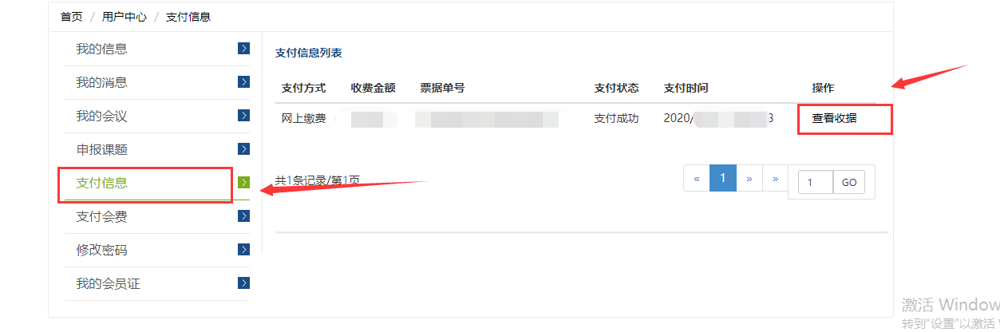 首页 / 用户中心 / 支付信息
我的信息
我的消息
我的会议
申报课题
支付信息
支付会费
修改密码
我的会员证
支付信息列表
支付方式 收费金额 票据单号 支付状态 支付时间 操作
网上缴费 支付成功 2020/ 3 查看收据
共1条记录/第1页
« 1 » » 1 GO
激活 Window
转到"设置"以激活 W